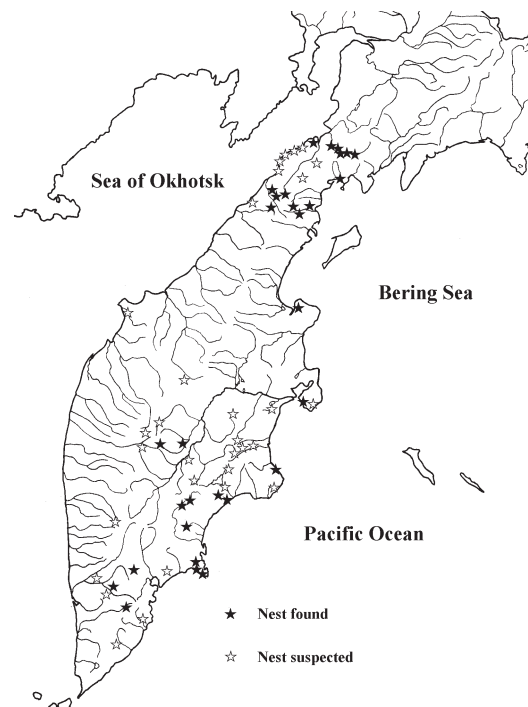 Sea of Okhotsk
Bering Sea
Pacific Ocean
Nest found
Nest suspected